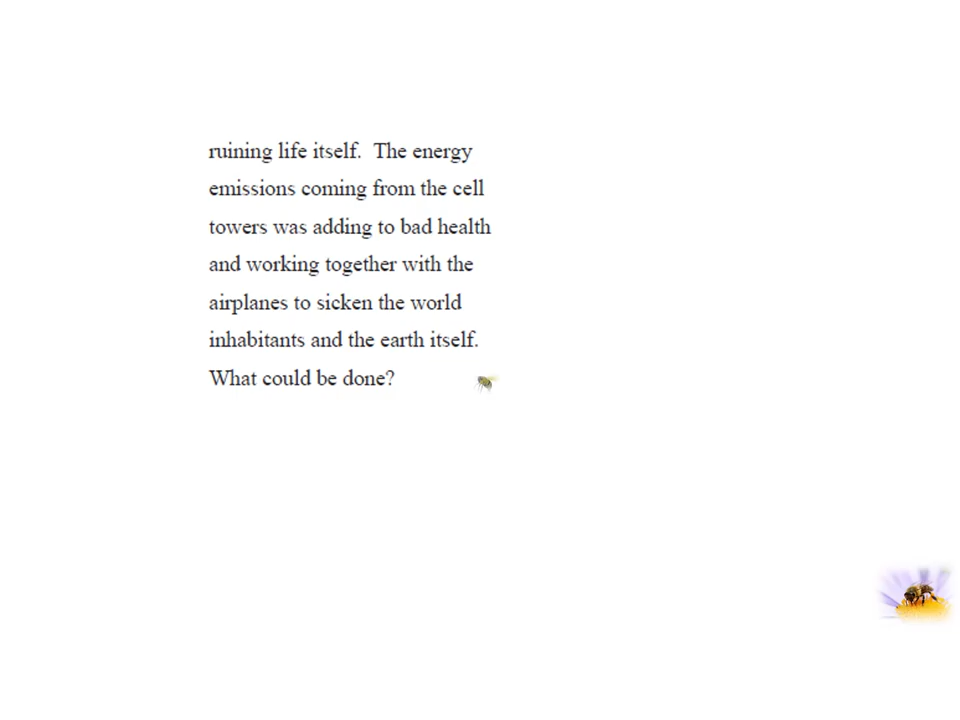 ruining life itself.  The energy
emissions coming from the cell
towers was adding to bad health
and working together with the
airplanes to sicken the world
inhabitants and the earth itself.
What could be done?